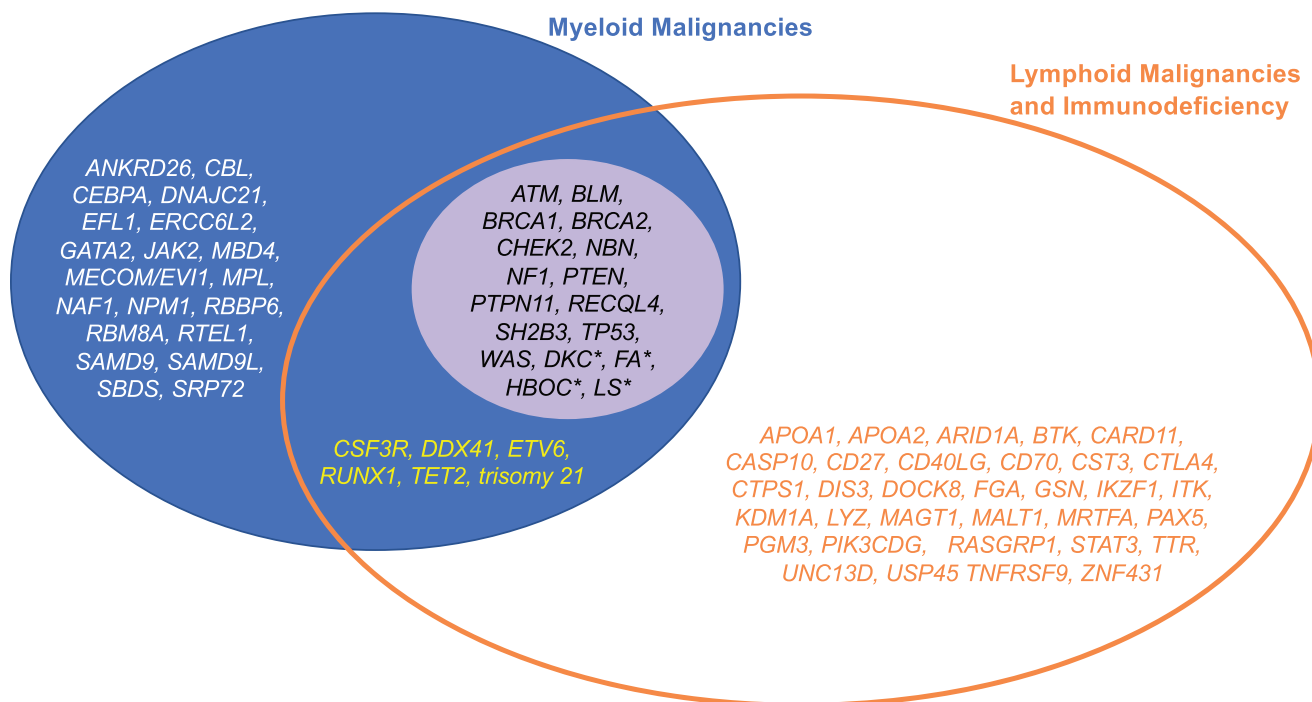 Myeloid Malignancies
Lymphoid Malignancies
and Immunodeficiency
ANKRD26, CBL,
CEBPA, DNAJC21,
EFL1, ERCC6L2,
GATA2, JAK2, MBD4,
MECOM/EVI1, MPL,
NAF1, NPM1, RBBP6,
RBM8A, RTEL1,
SAMD9, SAMD9L,
SBDS, SRP72
ATM, BLM,
BRCA1, BRCA2,
CHEK2, NBN,
NF1, PTEN,
PTPN11, RECQL4,
SH2B3, TP53,
WAS, DKC*, FA*,
HBOC*, LS*
CSF3R, DDX41, ETV6,
RUNX1, TET2, trisomy 21
APOA1, APOA2, ARID1A, BTK, CARD11,
CASP10, CD27, CD40LG, CD70, CST3, CTLA4,
CTPS1, DIS3, DOCK8, FGA, GSN, IKZF1, ITK,
KDM1A, LYZ, MAGT1, MALT1, MRTFA, PAX5,
PGM3, PIK3CDG, RASGRP1, STAT3, TTR,
UNC13D, USP45 TNFRSF9, ZNF431